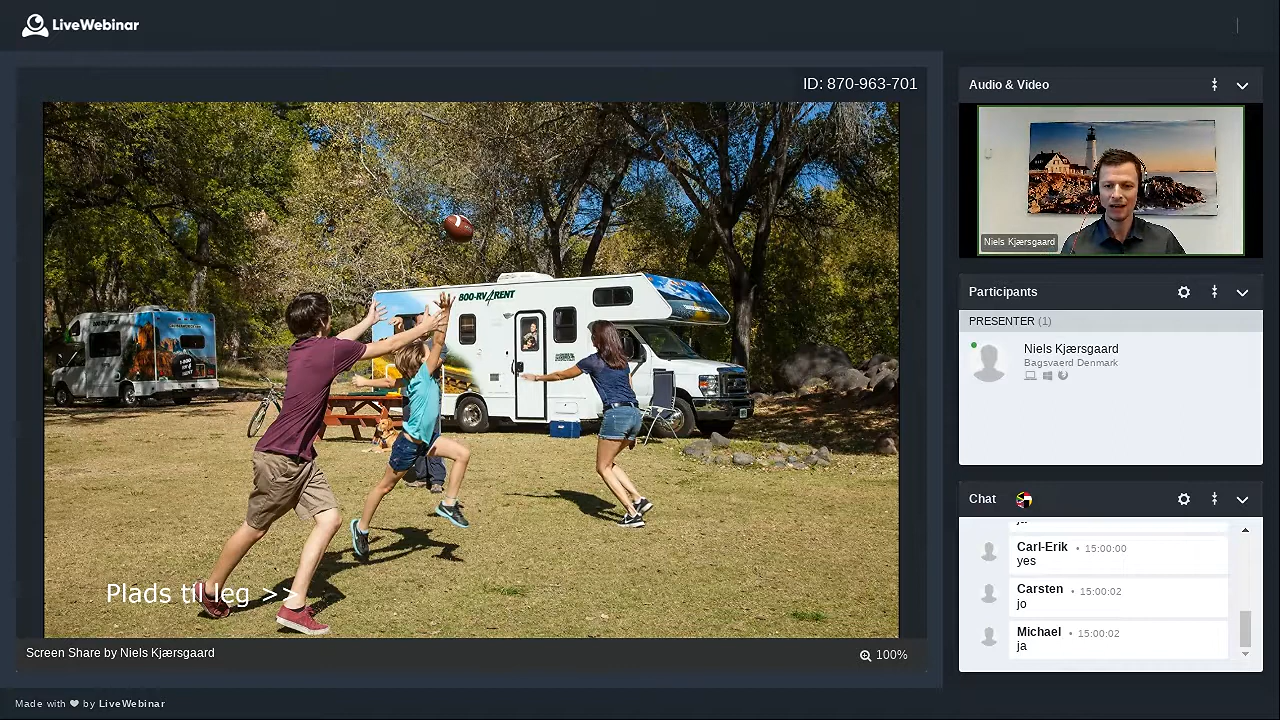 LiveWebinar
ID: 870-963-701
800-RV4RENT
Plads til leg >>
Screen Share by Niels Kjærsgaard
100%
Made with ❤ by LiveWebinar
Audio & Video
Niels Kjærsgaard
Participants
PRESENTER (1)
Niels Kjærsgaard
Bagsvaerd Denmark
Chat
Carl-Erik • 15:00:00
yes
Carsten • 15:00:02
jo
Michael • 15:00:02
ja